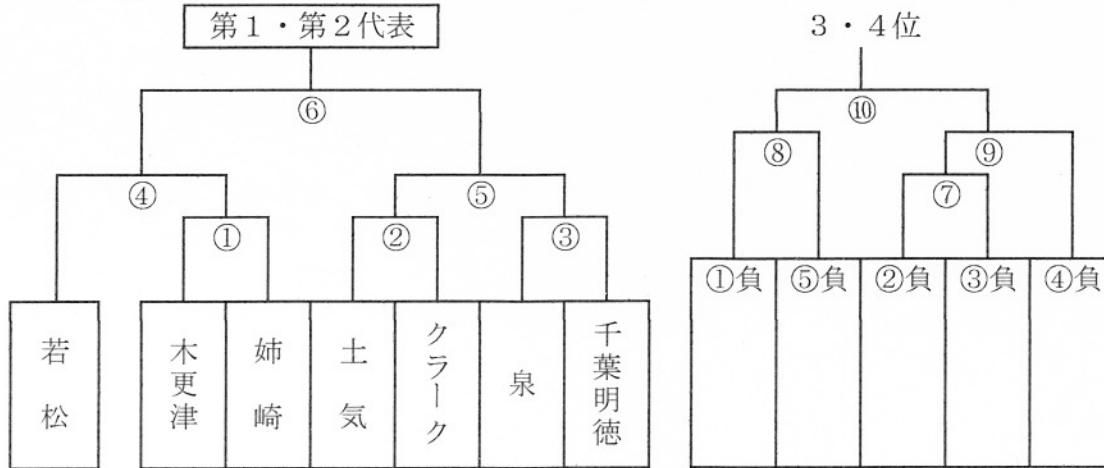 第１・第２代表
３・４位
⑥
⑩
⑧
⑨
④
⑤
⑦
①
②
③
①負
⑤負
②負
③負
④負
若松
木更津
姉崎
土気
クラーク
泉
千葉明徳